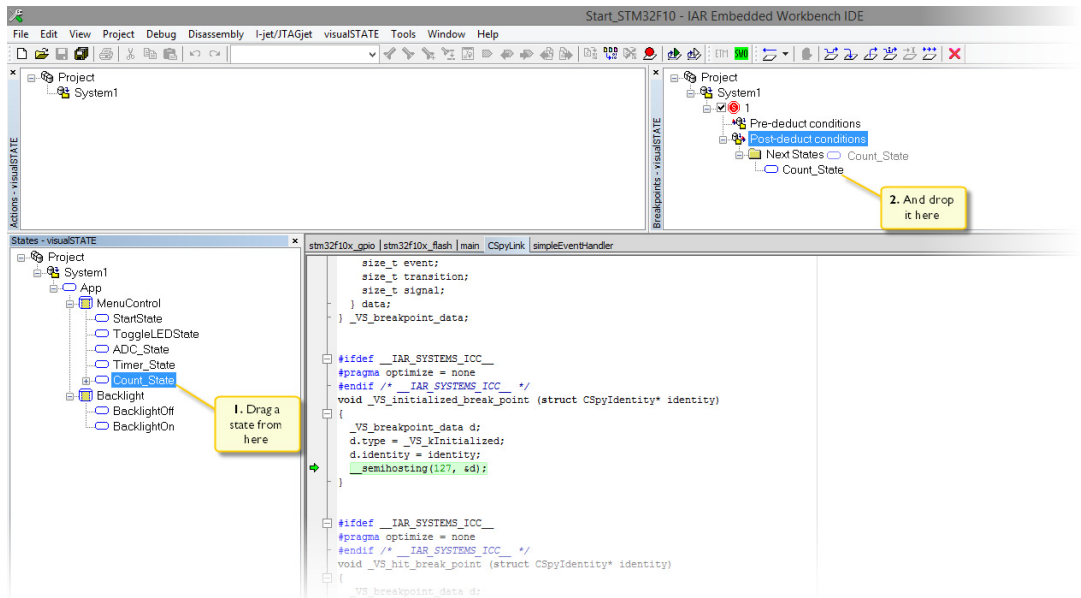 Start_STM32F10 - IAR Embedded Workbench IDE
File Edit View Project Debug Disassembly I-jet/JTAGjet visualSTATE Tools Window Help
ETM SWO
Project
System1
Actions - visualSTATE
Project
System1
1
Pre-deduct conditions
Post-deduct conditions
Next States Count_State
Count_State
Breakpoints - visualSTATE
2. And drop
it here
States - visualSTATE
Project
System1
App
MenuControl
StartState
ToggleLEDState
ADC_State
Timer_State
Count_State
Backlight
BacklightOff
BacklightOn
1. Drag a
state from
here
stm32f10x_gpio stm32f10x_flash main CSpyLink simpleEventHandler
size_t event;
size_t transition;
size_t signal;
} data;
} _VS_breakpoint_data;
#ifdef __IAR_SYSTEMS_ICC__
#pragma optimize = none
#endif /* __IAR_SYSTEMS_ICC__ */
void _VS_initialized_break_point (struct CSpyIdentity* identity)
{
_VS_breakpoint_data d;
d.type = _VS_kInitialized;
d.identity = identity;
__semihosting(127, &d);
}
#ifdef __IAR_SYSTEMS_ICC__
#pragma optimize = none
#endif /* __IAR_SYSTEMS_ICC__ */
void _VS_hit_break_point (struct CSpyIdentity* identity)
{
_VS_breakpoint_data d;